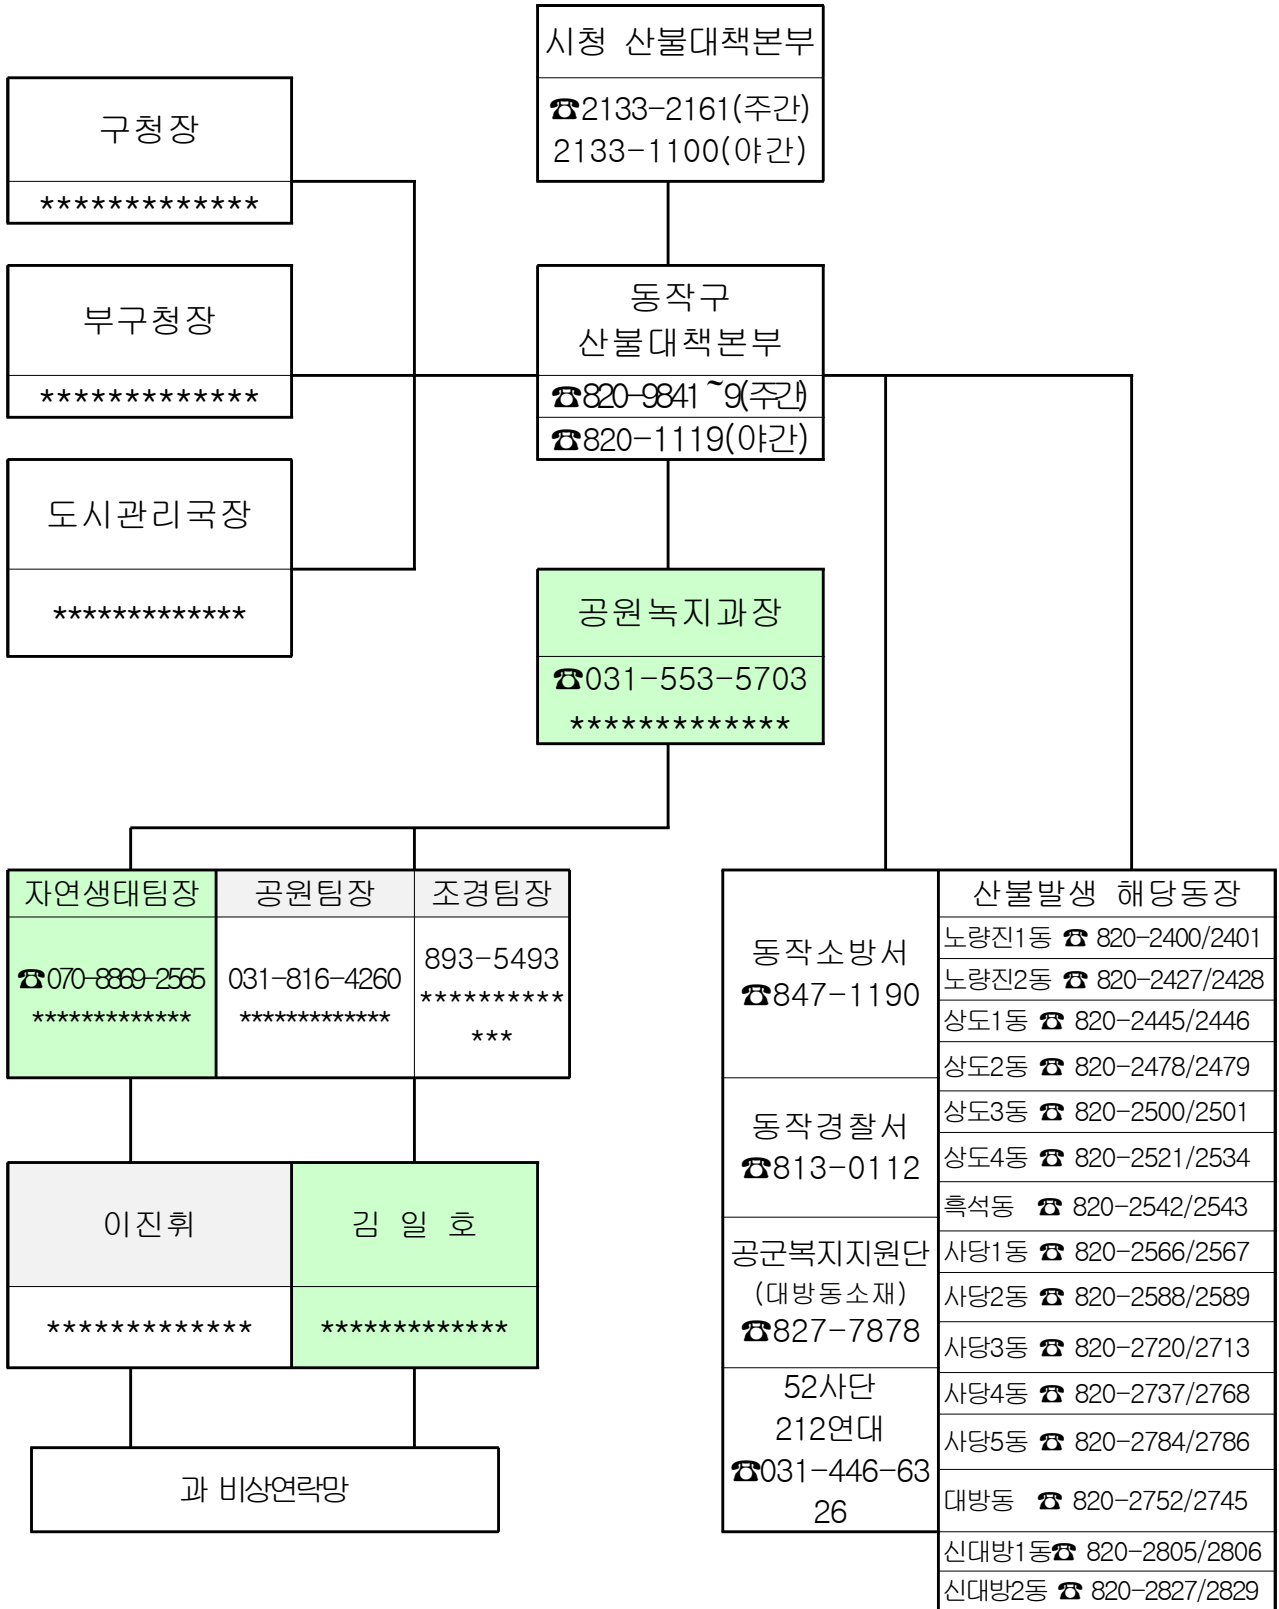 시청 산불대책본부
☎2133-2161(주간)
2133-1100(야간)
구청장
*************
부구청장
*************
도시관리국장
*************
동작구
산불대책본부
☎820-9841~9(주간)
☎820-1119(야간)
공원녹지과장
☎031-553-5703
*************
자연생태팀장
☎070-8869-2565
*************
공원팀장
031-816-4260
*************
조경팀장
893-5493
**********
***
이진휘
*************
김 일 호
*************
과 비상연락망
동작소방서
☎847-1190
동작경찰서
☎813-0112
공군복지지원단
(대방동소재)
☎827-7878
52사단
212연대
☎031-446-63
26
산불발생 해당동장
노량진1동 ☎ 820-2400/2401
노량진2동 ☎ 820-2427/2428
상도1동 ☎ 820-2445/2446
상도2동 ☎ 820-2478/2479
상도3동 ☎ 820-2500/2501
상도4동 ☎ 820-2521/2534
흑석동 ☎ 820-2542/2543
사당1동 ☎ 820-2566/2567
사당2동 ☎ 820-2588/2589
사당3동 ☎ 820-2720/2713
사당4동 ☎ 820-2737/2768
사당5동 ☎ 820-2784/2786
대방동 ☎ 820-2752/2745
신대방1동☎ 820-2805/2806
신대방2동 ☎ 820-2827/2829